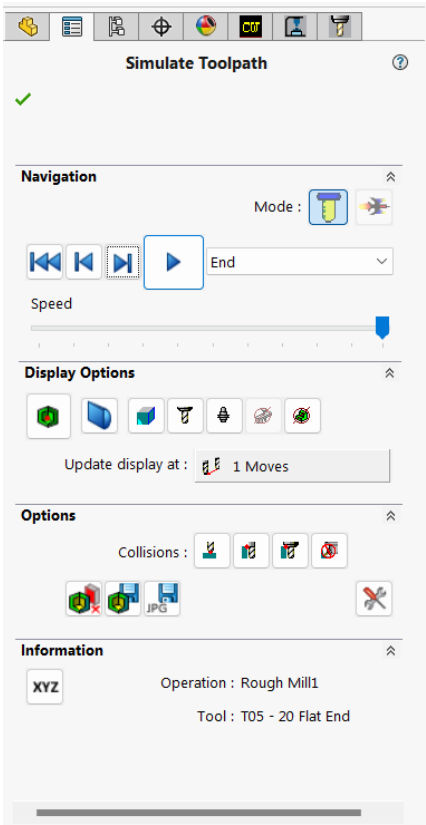 CUT
Simulate Toolpath
Navigation
Mode :
End
Speed
Display Options
Update display at : 1 Moves
Options
Collisions :
JPG
Information
XYZ
Operation : Rough Mill1
Tool : T05 - 20 Flat End